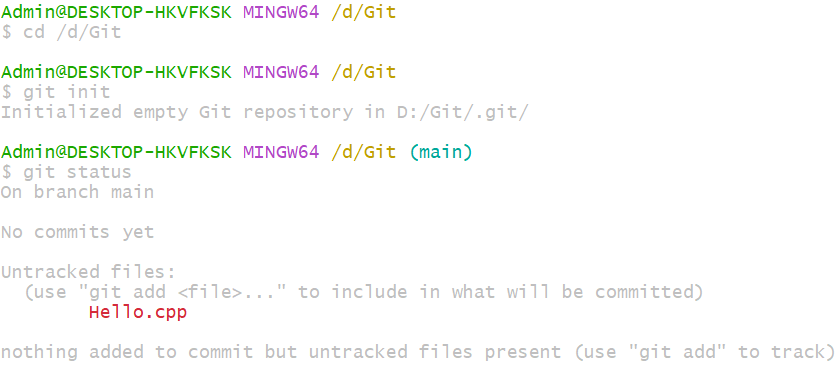 Admin@DESKTOP-HKVFKSK MINGW64 /d/Git
$ cd /d/Git
Admin@DESKTOP-HKVFKSK MINGW64 /d/Git
$ git init
Initialized empty Git repository in D:/Git/.git/
Admin@DESKTOP-HKVFKSK MINGW64 /d/Git (main)
$ git status
On branch main
No commits yet
Untracked files:
(use "git add <file>..." to include in what will be committed)
Hello.cpp
nothing added to commit but untracked files present (use "git add" to track)